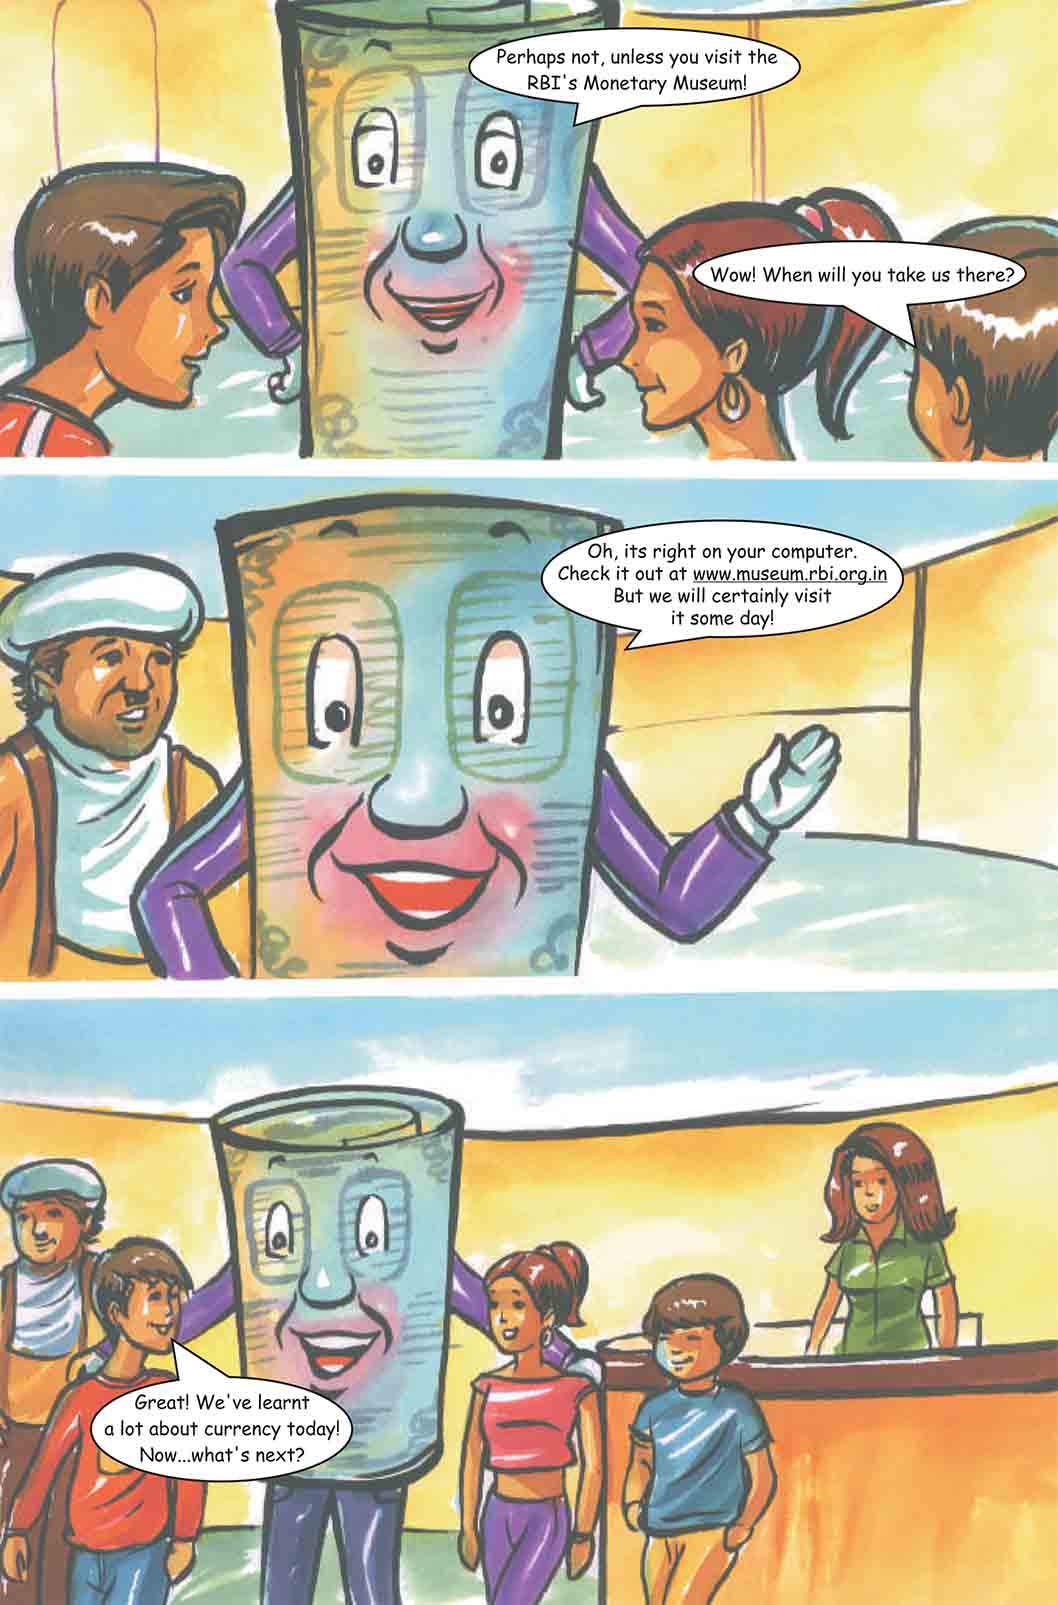 Perhaps not, unless you visit the
RBI's Monetary Museum!
Wow! When will you take us there?
Oh, its right on your computer.
Check it out at www.museum.rbi.org.in
But we will certainly visit
it some day!
Great! We've learnt
a lot about currency today!
Now...what's next?